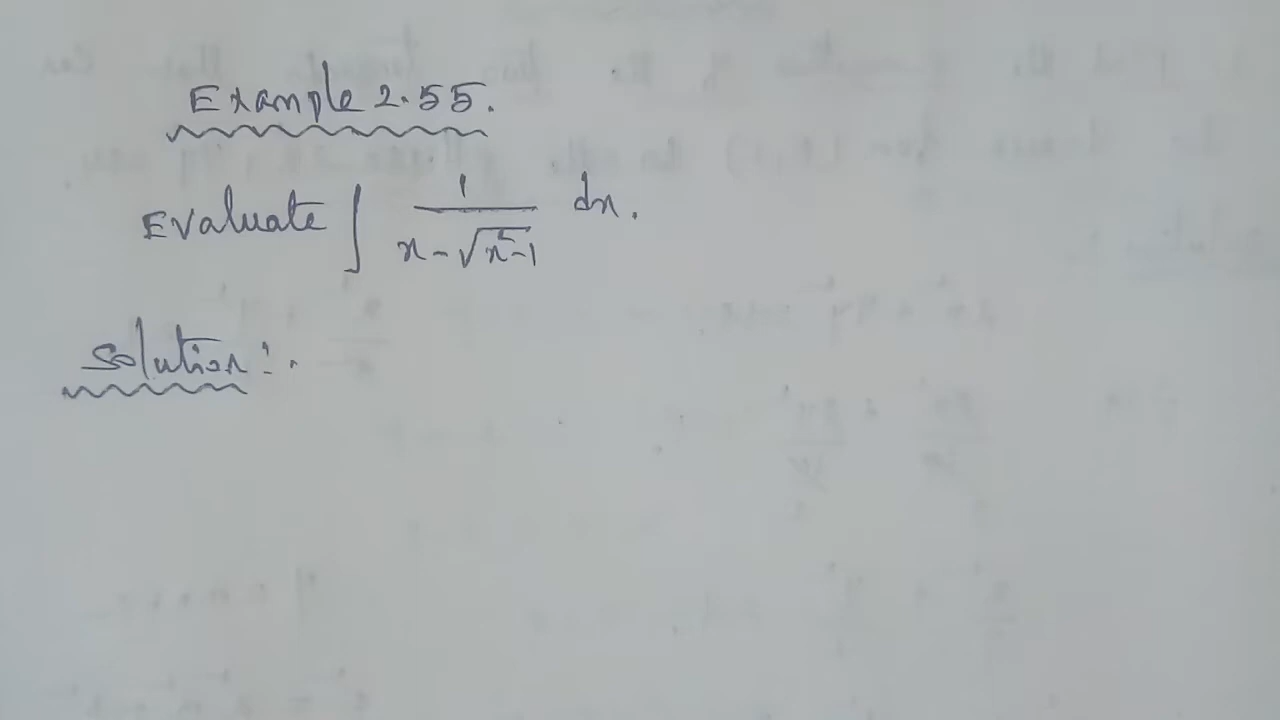 Example 2.55.
Evaluate ∫ 1/(x-√(x²-1)) dx.
Solution:.